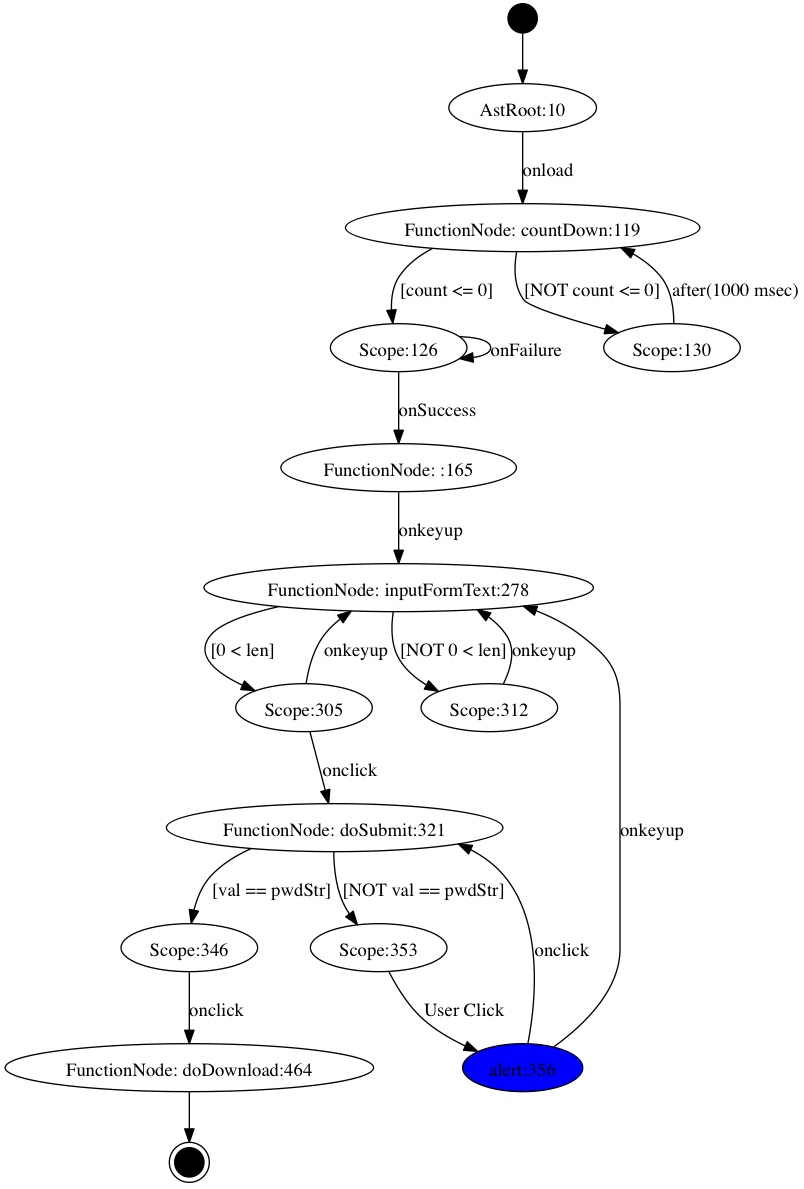 AstRoot:10
onload
FunctionNode: countDown:119
[count <= 0]
[NOT count <= 0]
after(1000 msec)
Scope:126
onFailure
Scope:130
onSuccess
FunctionNode: :165
onkeyup
FunctionNode: inputFormText:278
[0 < len]
onkeyup
[NOT 0 < len]
onkeyup
Scope:305
Scope:312
onclick
FunctionNode: doSubmit:321
onkeyup
[val == pwdStr]
[NOT val == pwdStr]
Scope:346
Scope:353
onclick
onclick
User Click
FunctionNode: doDownload:464
alert:356